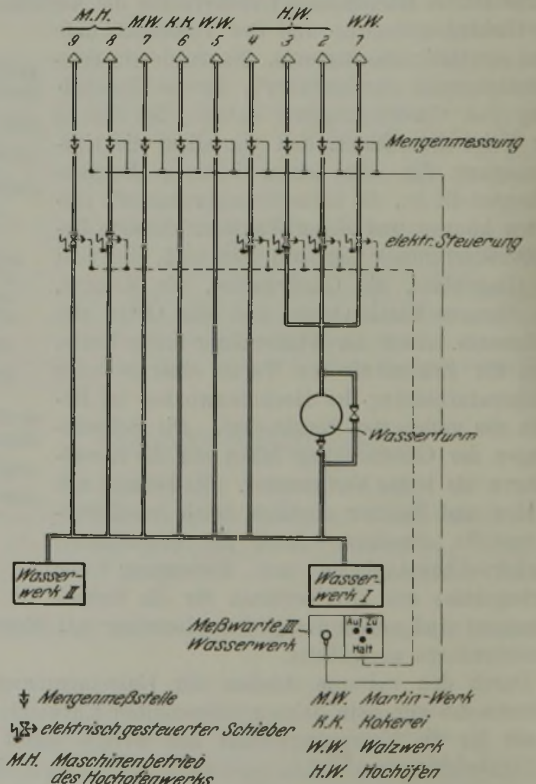 M.H. M.W. K.K. W.W. H.W. W.W.
9 8 7 6 5 4 3 2 1
Mengenmessung
elektr. Steuerung
Wasserturm
Wasser-
werk II
Wasser-
werk I
Meßwarte III
Wasserwerk
Auf Zu
Halt
Mengenmeßstelle
elektrisch gesteuerter Schieber
M.H. Maschinenbetrieb
des Hochofenwerks
M.W. Martin-Werk
K.K. Kokerei
W.W. Walzwerk
H.W. Hochöfen